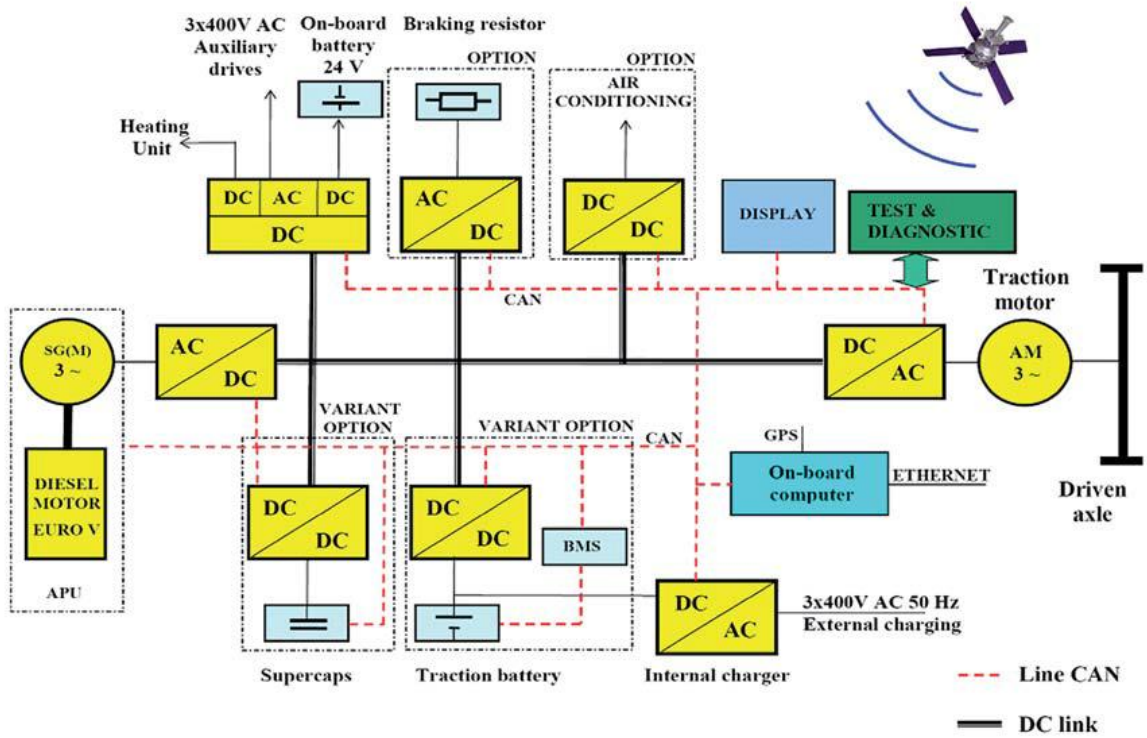 3x400V AC
Auxiliary
drives
On-board
battery
24 V
Braking resistor
OPTION
OPTION
AIR
CONDITIONING
Heating
Unit
DC
AC
DC
DC
AC
DC
DC
DC
DISPLAY
TEST &
DIAGNOSTIC
CAN
Traction
motor
SG(M)
3 ~
AC
DC
DC
AC
AM
3 ~
VARIANT
OPTION
VARIANT OPTION
CAN
GPS
On-board
computer
ETHERNET
Driven
axle
DIESEL
MOTOR
EURO V
APU
DC
DC
DC
DC
BMS
DC
AC
3x400V AC 50 Hz
External charging
Supercaps
Traction battery
Internal charger
Line CAN
DC link